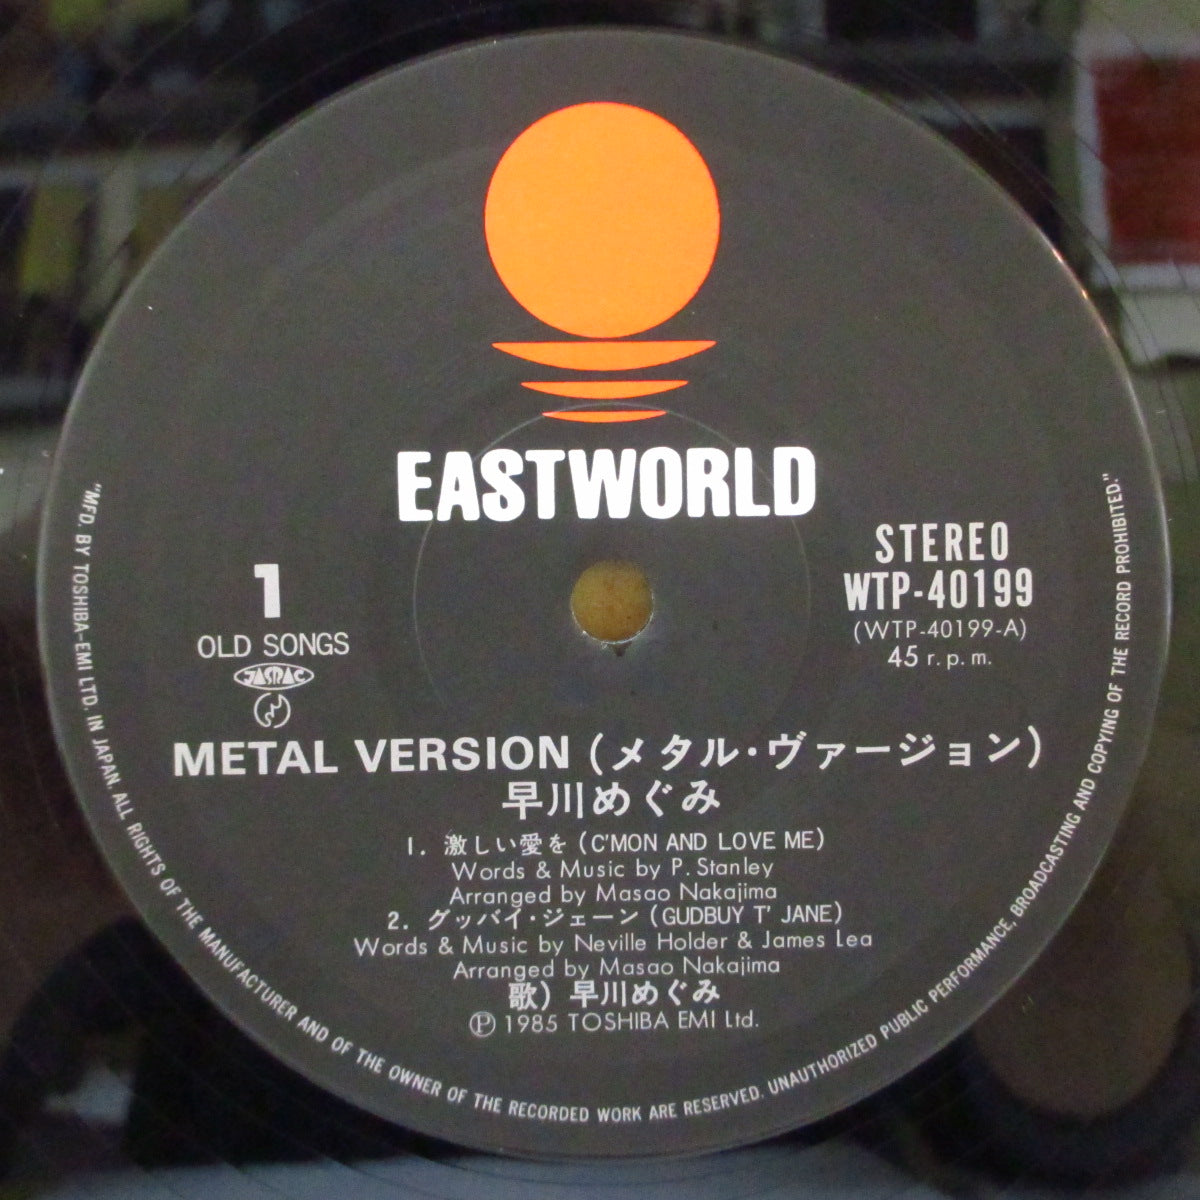 EASTWORLD
STEREO
WTP-40199
(WTP-40199-A)
45 r.p.m.
1
OLD SONGS
JASRAC
METAL VERSION (メタル・ヴァージョン)
早川めぐみ
1. 激しい愛を (C'MON AND LOVE ME)
Words & Music by P. Stanley
Arranged by Masao Nakajima
2. グッバイ・ジェーン (GUDBUY T' JANE)
Words & Music by Neville Holder & James Lea
Arranged by Masao Nakajima
歌) 早川めぐみ
Ⓟ 1985 TOSHIBA EMI Ltd.
"MFD. BY TOSHIBA-EMI LTD. IN JAPAN. ALL RIGHTS OF THE MANUFACTURER AND OF THE OWNER OF THE RECORDED WORK ARE RESERVED. UNAUTHORIZED PUBLIC PERFORMANCE, BROADCASTING AND COPYING OF THE RECORD PROHIBITED."